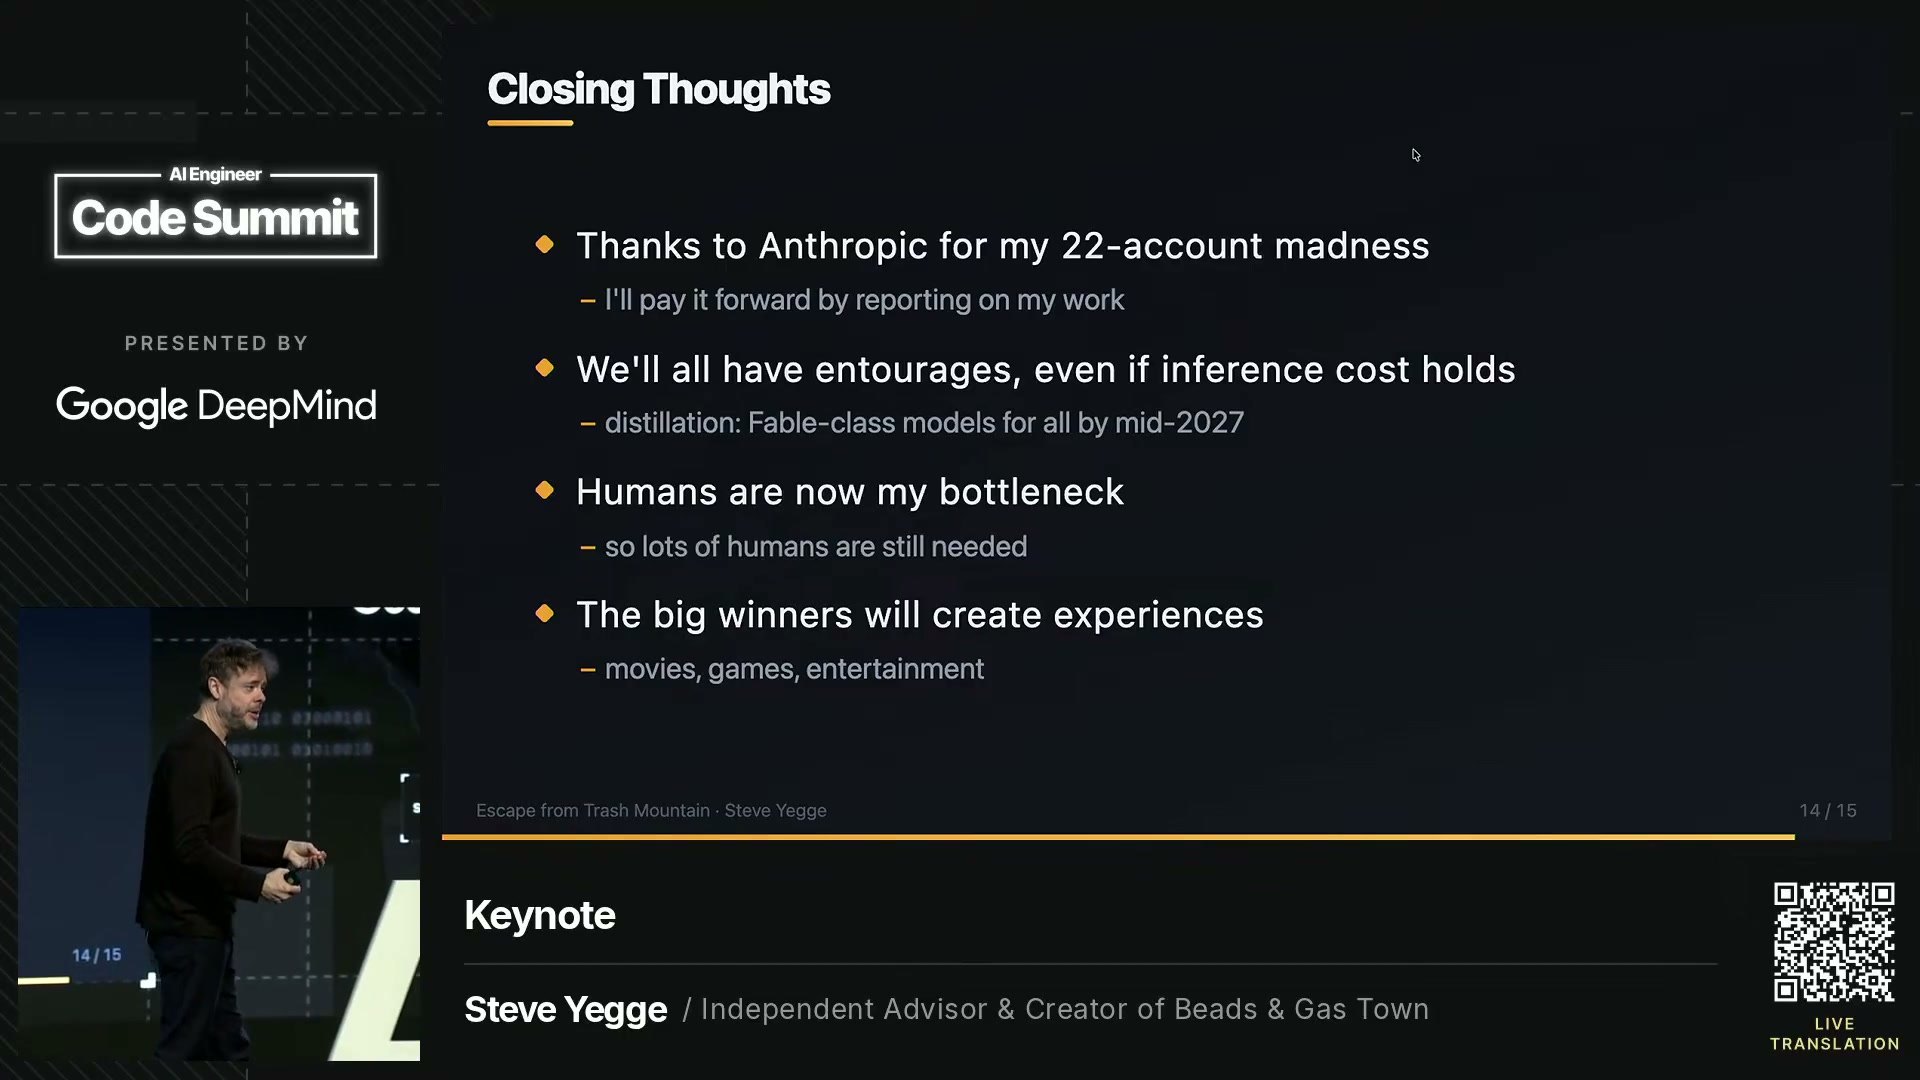 AI Engineer
Code Summit
PRESENTED BY
Google DeepMind
Closing Thoughts
Thanks to Anthropic for my 22-account madness
– I'll pay it forward by reporting on my work
We'll all have entourages, even if inference cost holds
– distillation: Fable-class models for all by mid-2027
Humans are now my bottleneck
– so lots of humans are still needed
The big winners will create experiences
– movies, games, entertainment
Escape from Trash Mountain · Steve Yegge
14 / 15
14 / 15
Keynote
Steve Yegge / Independent Advisor & Creator of Beads & Gas Town
LIVE
TRANSLATION